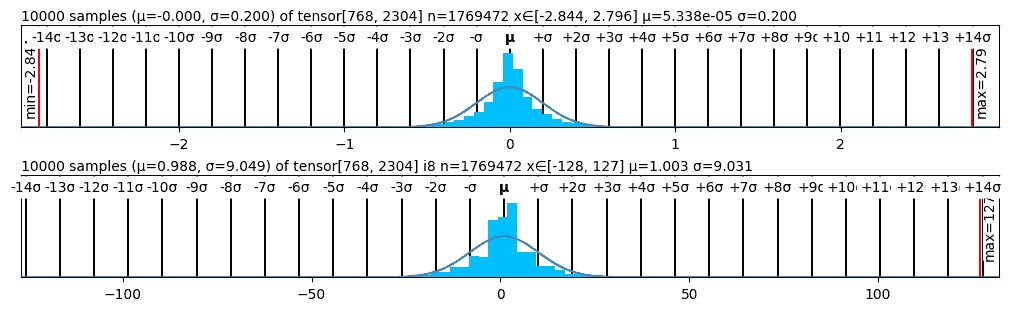 10000 samples (μ=-0.000, σ=0.200) of tensor[768, 2304] n=1769472 x∈[-2.844, 2.796] μ=5.338e-05 σ=0.200
-14σ -13σ -12σ -11σ -10σ -9σ -8σ -7σ -6σ -5σ -4σ -3σ -2σ -σ μ +σ +2σ +3σ +4σ +5σ +6σ +7σ +8σ +9σ +10 +11 +12 +13 +14σ
min=-2.84
max=2.79
−2 −1 0 1 2
10000 samples (μ=0.988, σ=9.049) of tensor[768, 2304] i8 n=1769472 x∈[-128, 127] μ=1.003 σ=9.031
-14σ -13σ -12σ -11σ -10σ -9σ -8σ -7σ -6σ -5σ -4σ -3σ -2σ -σ μ +σ +2σ +3σ +4σ +5σ +6σ +7σ +8σ +9σ +10 +11 +12 +13 +14σ
max=127
−100 −50 0 50 100